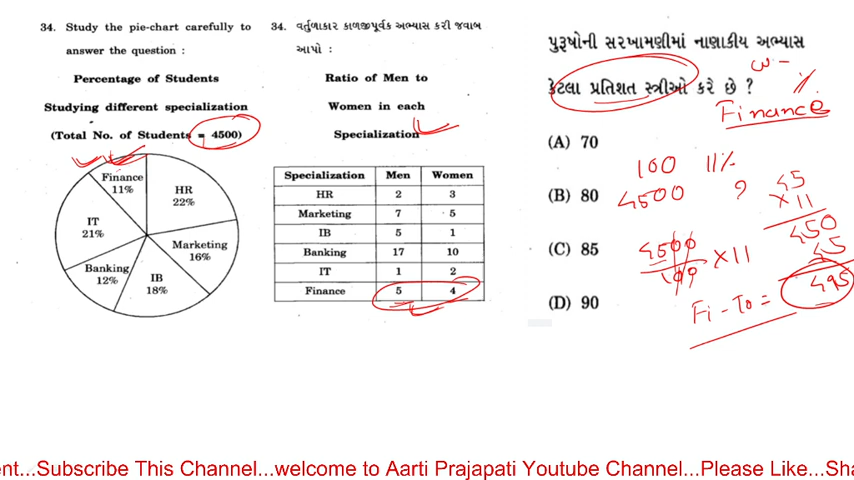 34. Study the pie-chart carefully to
answer the question :
Percentage of Students
Studying different specialization
(Total No. of Students = 4500)
Finance
11%
HR
22%
IT
21%
Marketing
16%
Banking
12%
IB
18%
34. વર્તુળાકાર કાળજીપૂર્વક અભ્યાસ કરી જવાબ
આપો :
Ratio of Men to
Women in each
Specialization
Specialization Men Women
HR 2 3
Marketing 7 5
IB 5 1
Banking 17 10
IT 1 2
Finance 5 4
પુરૂષોની સરખામણીમાં નાણાકીય અભ્યાસ
કેટલા પ્રતિશત સ્ત્રીઓ કરે છે ?
(A) 70
(B) 80
(C) 85
(D) 90
w - %
Finance
100 11%
4500 ?
4500 × 11
100
45
× 11
450
45
Fi - To = 495
nt...Subscribe This Channel...welcome to Aarti Prajapati Youtube Channel...Please Like...Sha